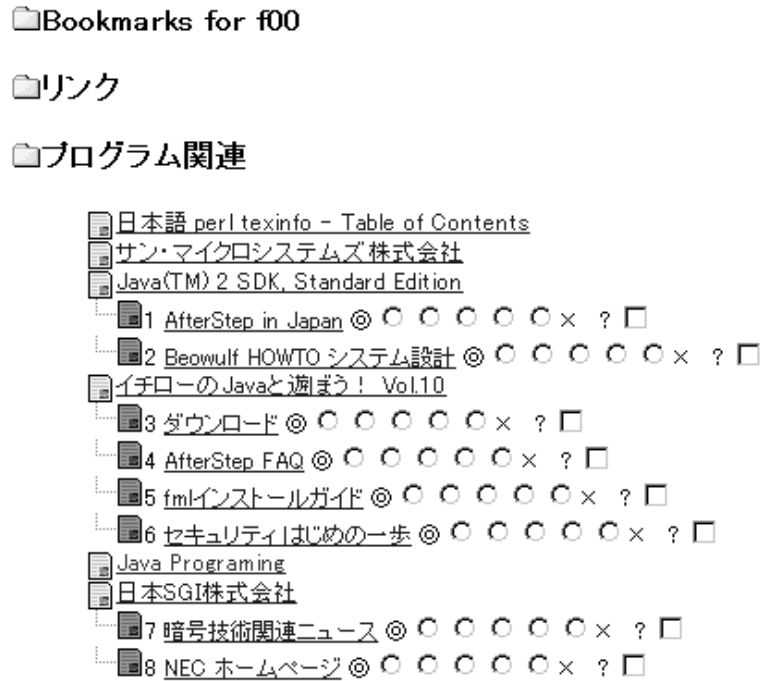 Bookmarks for f00
リンク
プログラム関連
日本語 perl texinfo - Table of Contents
サン・マイクロシステムズ株式会社
Java(TM) 2 SDK, Standard Edition
1 AfterStep in Japan ◎ ○ ○ ○ ○ ○ × ? □
2 Beowulf HOWTO システム設計 ◎ ○ ○ ○ ○ ○ × ? □
イチローのJavaと遊ぼう! Vol.10
3 ダウンロード ◎ ○ ○ ○ ○ ○ × ? □
4 AfterStep FAQ ◎ ○ ○ ○ ○ ○ × ? □
5 fmlインストールガイド ◎ ○ ○ ○ ○ ○ × ? □
6 セキュリティはじめの一歩 ◎ ○ ○ ○ ○ ○ × ? □
Java Programing
日本SGI株式会社
7 暗号技術関連ニュース ◎ ○ ○ ○ ○ ○ × ? □
8 NEC ホームページ ◎ ○ ○ ○ ○ ○ × ? □